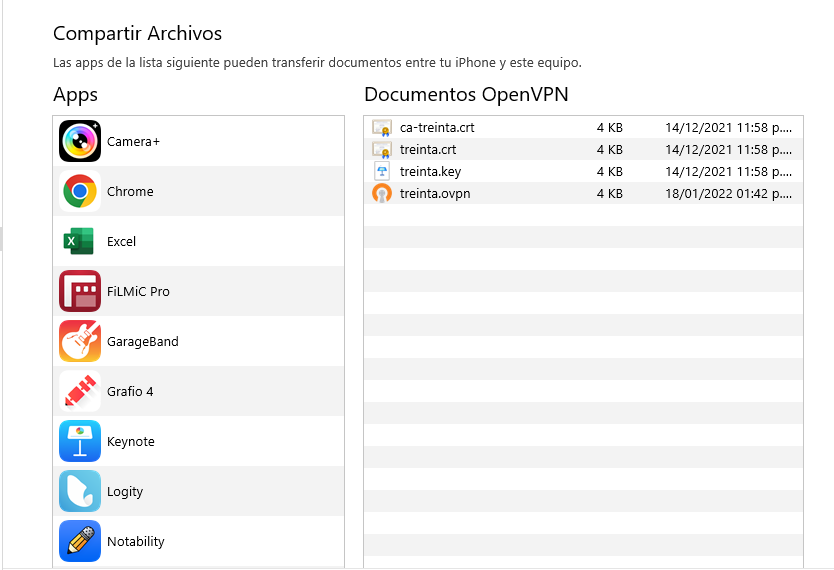 Compartir Archivos
Las apps de la lista siguiente pueden transferir documentos entre tu iPhone y este equipo.
Apps
Camera+
Chrome
Excel
FiLMiC Pro
GarageBand
Grafio 4
Keynote
Logity
Notability
Documentos OpenVPN
ca-treinta.crt 4 KB 14/12/2021 11:58 p....
treinta.crt 4 KB 14/12/2021 11:58 p....
treinta.key 4 KB 14/12/2021 11:58 p....
treinta.ovpn 4 KB 18/01/2022 01:42 p....